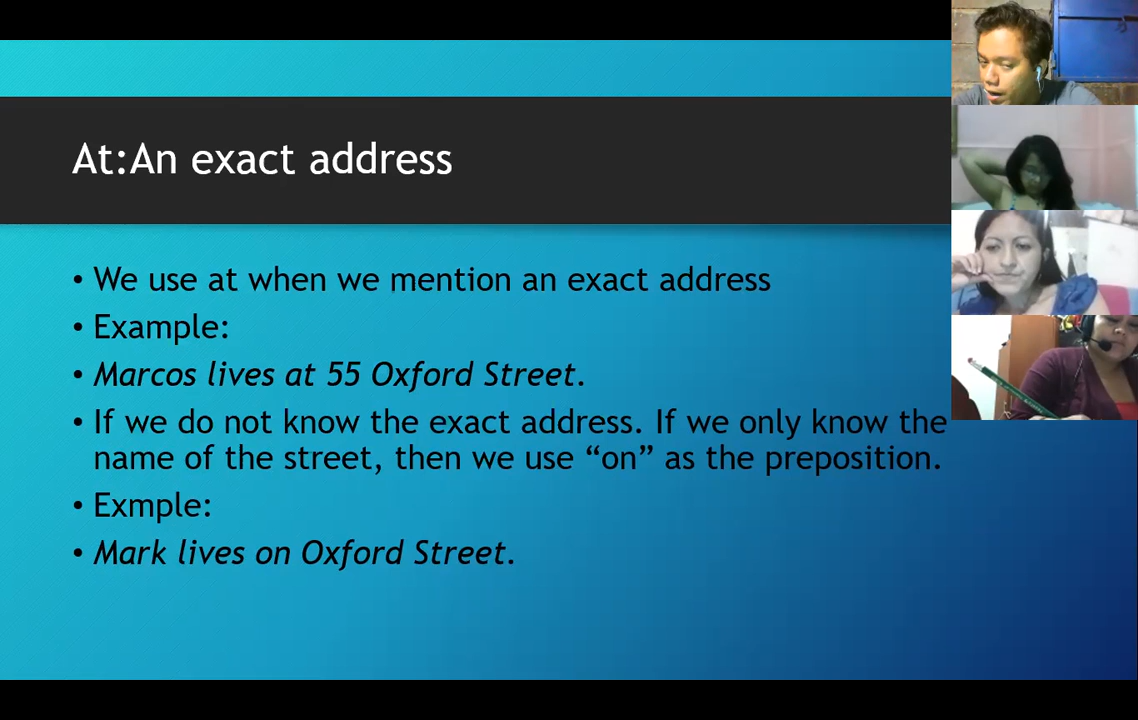 At:An exact address
• We use at when we mention an exact address
• Example:
• Marcos lives at 55 Oxford Street.
• If we do not know the exact address. If we only know the
name of the street, then we use “on” as the preposition.
• Exmple:
• Mark lives on Oxford Street.